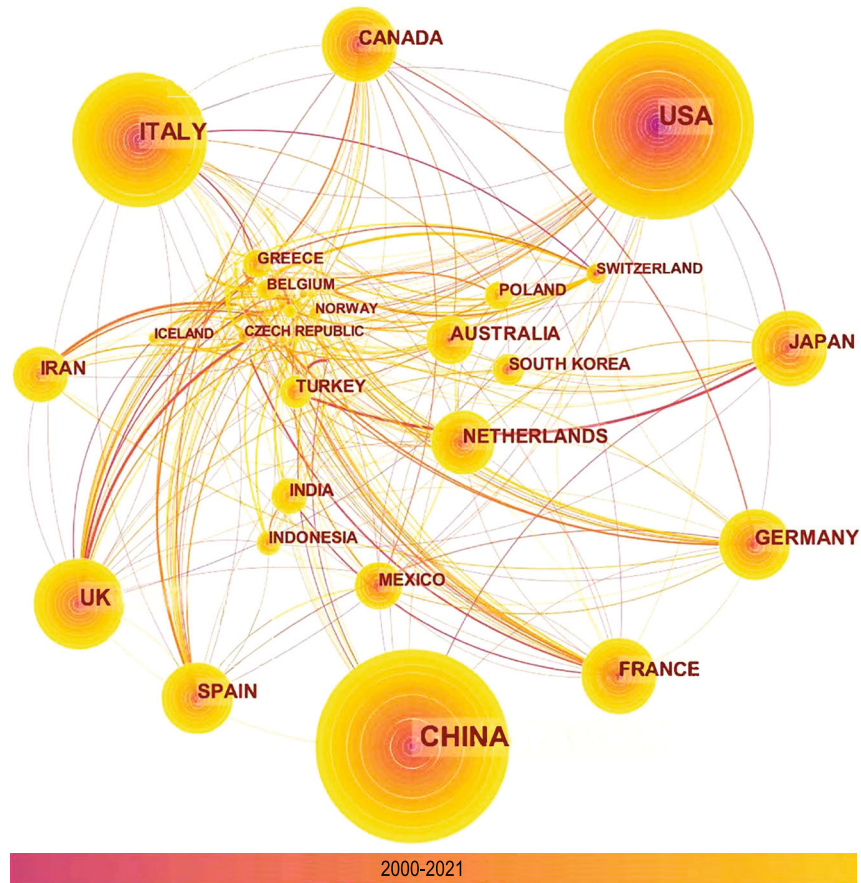 CANADA
USA
ITALY
GREECE
SWITZERLAND
BELGIUM
POLAND
NORWAY
ICELAND
CZECH REPUBLIC
AUSTRALIA
JAPAN
IRAN
SOUTH KOREA
TURKEY
NETHERLANDS
INDIA
INDONESIA
GERMANY
MEXICO
UK
FRANCE
SPAIN
CHINA
2000-2021